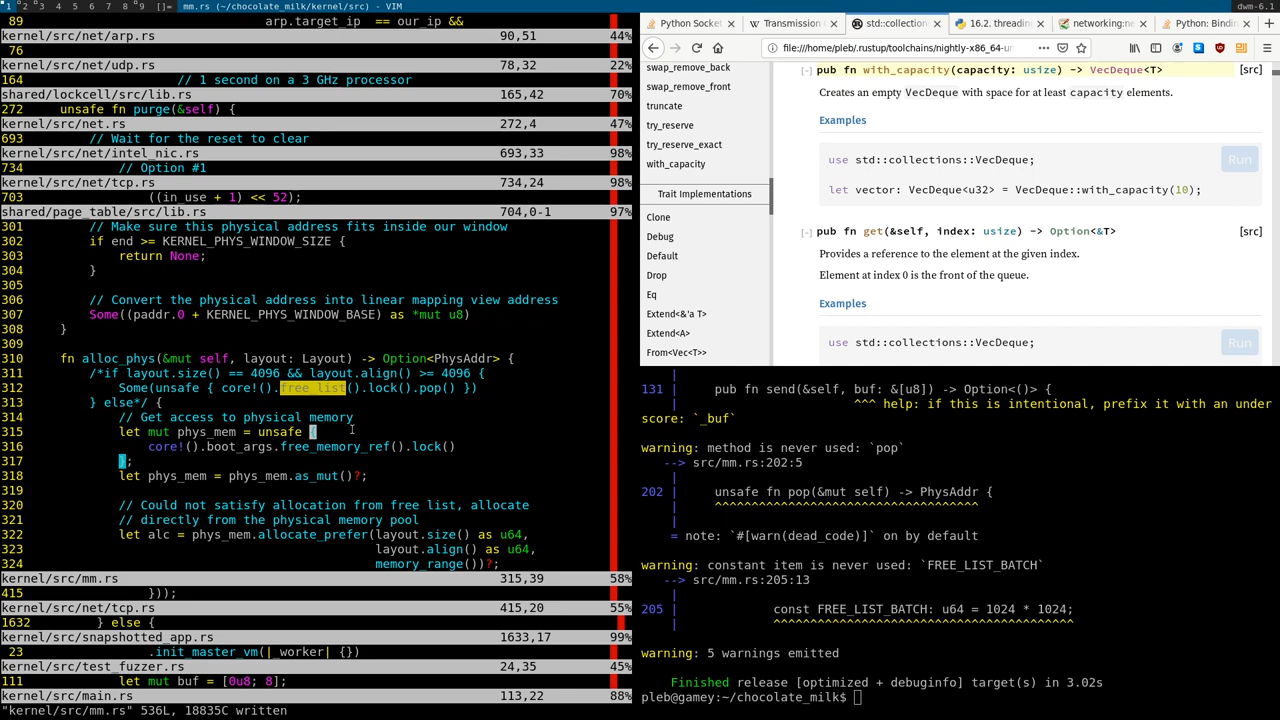 1 2 3 4 5 6 7 8 9 []= mm.rs (~/chocolate_milk/kernel/src) - VIM
dwm-6.1
89 arp.target_ip == our_ip &&
kernel/src/net/arp.rs 90,51 44%
76
kernel/src/net/udp.rs 78,32 22%
164 // 1 second on a 3 GHz processor
shared/lockcell/src/lib.rs 165,42 70%
272 unsafe fn purge(&self) {
kernel/src/net.rs 272,4 47%
693 // Wait for the reset to clear
kernel/src/net/intel_nic.rs 693,33 98%
734 // Option #1
kernel/src/net/tcp.rs 734,24 98%
703 ((in_use + 1) << 52);
shared/page_table/src/lib.rs 704,0-1 97%
301 // Make sure this physical address fits inside our window
302 if end >= KERNEL_PHYS_WINDOW_SIZE {
303 return None;
304 }
305
306 // Convert the physical address into linear mapping view address
307 Some((paddr.0 + KERNEL_PHYS_WINDOW_BASE) as *mut u8)
308 }
309
310 fn alloc_phys(&mut self, layout: Layout) -> Option<PhysAddr> {
311 /*if layout.size() == 4096 && layout.align() >= 4096 {
312 Some(unsafe { core!().free_list().lock().pop() })
313 } else*/ {
314 // Get access to physical memory
315 let mut phys_mem = unsafe {
316 core!().boot_args.free_memory_ref().lock()
317 };
318 let phys_mem = phys_mem.as_mut()?;
319
320 // Could not satisfy allocation from free list, allocate
321 // directly from the physical memory pool
322 let alc = phys_mem.allocate_prefer(layout.size() as u64,
323 layout.align() as u64,
324 memory_range())?;
kernel/src/mm.rs 315,39 58%
415 }));
kernel/src/net/tcp.rs 415,20 55%
1632 } else {
kernel/src/snapshotted_app.rs 1633,17 99%
23 .init_master_vm(|_worker| {})
kernel/src/test_fuzzer.rs 24,35 45%
111 let mut buf = [0u8; 8];
kernel/src/main.rs 113,22 88%
"kernel/src/mm.rs" 536L, 18835C written
Python Socket
Transmission C
std::collection
16.2. threading
networking:ne
Python: Bindin
file:///home/pleb/.rustup/toolchains/nightly-x86_64-un
swap_remove_back
swap_remove_front
truncate
try_reserve
try_reserve_exact
with_capacity
Trait Implementations
Clone
Debug
Default
Drop
Eq
Extend<&'a T>
Extend<A>
From<Vec<T>>
[-] pub fn with_capacity(capacity: usize) -> VecDeque<T> [src]
Creates an empty VecDeque with space for at least capacity elements.
Examples
use std::collections::VecDeque;
Run
let vector: VecDeque<u32> = VecDeque::with_capacity(10);
[-] pub fn get(&self, index: usize) -> Option<&T> [src]
Provides a reference to the element at the given index.
Element at index 0 is the front of the queue.
Examples
use std::collections::VecDeque;
Run
|
131 | pub fn send(&self, buf: &[u8]) -> Option<()> {
| ^^^ help: if this is intentional, prefix it with an under
score: `_buf`
warning: method is never used: `pop`
--> src/mm.rs:202:5
|
202 | unsafe fn pop(&mut self) -> PhysAddr {
| ^^^^^^^^^^^^^^^^^^^^^^^^^^^^^^^^^^^^
|
= note: `#[warn(dead_code)]` on by default
warning: constant item is never used: `FREE_LIST_BATCH`
--> src/mm.rs:205:13
|
205 | const FREE_LIST_BATCH: u64 = 1024 * 1024;
| ^^^^^^^^^^^^^^^^^^^^^^^^^^^^^^^^^^^^^^^^^
warning: 5 warnings emitted
Finished release [optimized + debuginfo] target(s) in 3.02s
pleb@gamey:~/chocolate_milk$